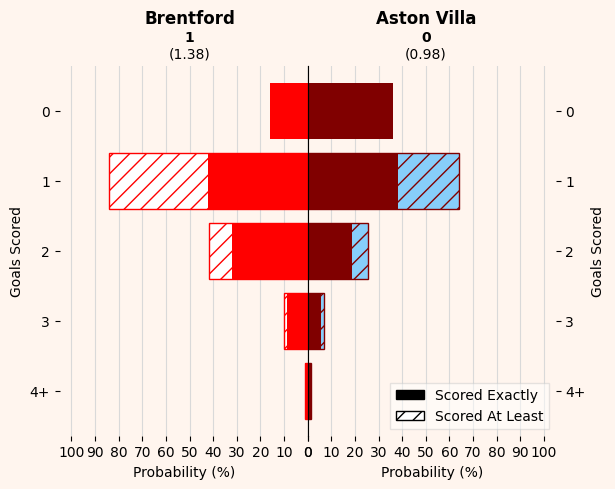 Brentford
Aston Villa
1
0
(1.38)
(0.98)
0
0
1
1
2
2
3
3
4+
4+
Goals Scored
Goals Scored
Scored Exactly
Scored At Least
100 90 80 70 60 50 40 30 20 10 0
0 10 20 30 40 50 60 70 80 90 100
Probability (%)
Probability (%)